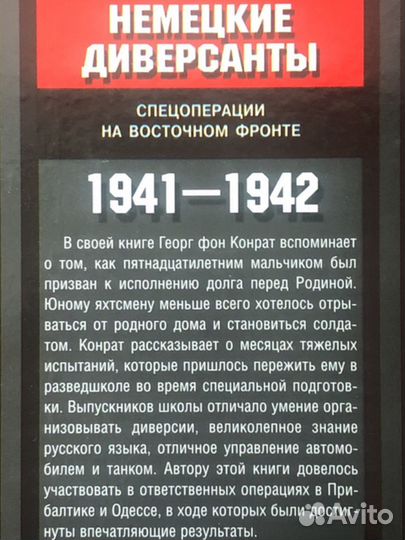 НЕМЕЦКИЕ
ДИВЕРСАНТЫ
СПЕЦОПЕРАЦИИ
НА ВОСТОЧНОМ ФРОНТЕ
1941—1942
В своей книге Георг фон Конрат вспоминает
о том, как пятнадцатилетним мальчиком был
призван к исполнению долга перед Родиной.
Юному яхтсмену меньше всего хотелось отры-
ваться от родного дома и становиться солда-
том. Конрат рассказывает о месяцах тяжелых
испытаний, которые пришлось пережить ему в
разведшколе во время специальной подготов-
ки. Выпускников школы отличало умение орга-
низовывать диверсии, великолепное знание
русского языка, отличное управление автомо-
билем и танком. Автору этой книги довелось
участвовать в ответственных операциях в При-
балтике и Одессе, в ходе которых были достиг-
нуты впечатляющие результаты.
Avito